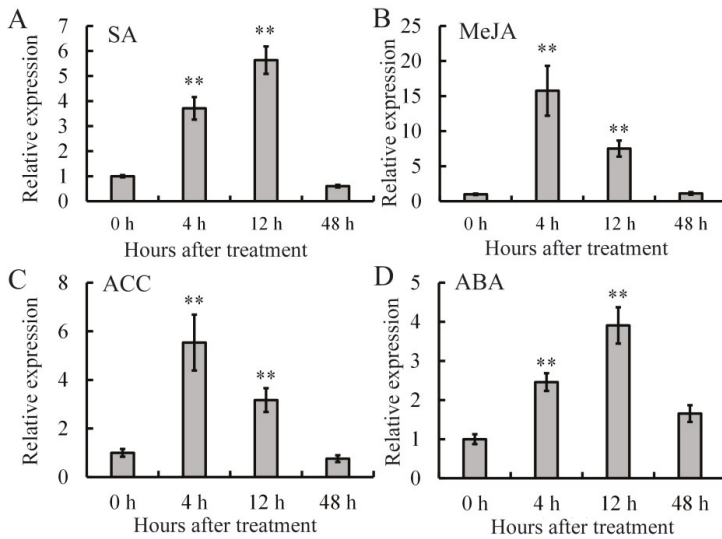 A
SA
Relative expression
7
6
5
4
3
2
1
0
**
**
0 h 4 h 12 h 48 h
Hours after treatment
B
MeJA
Relative expression
25
20
15
10
5
0
**
**
0 h 4 h 12 h 48 h
Hours after treatment
C
ACC
Relative expression
8
6
4
2
0
**
**
0 h 4 h 12 h 48 h
Hours after treatment
D
ABA
Relative expression
5
4
3
2
1
0
**
**
0 h 4 h 12 h 48 h
Hours after treatment